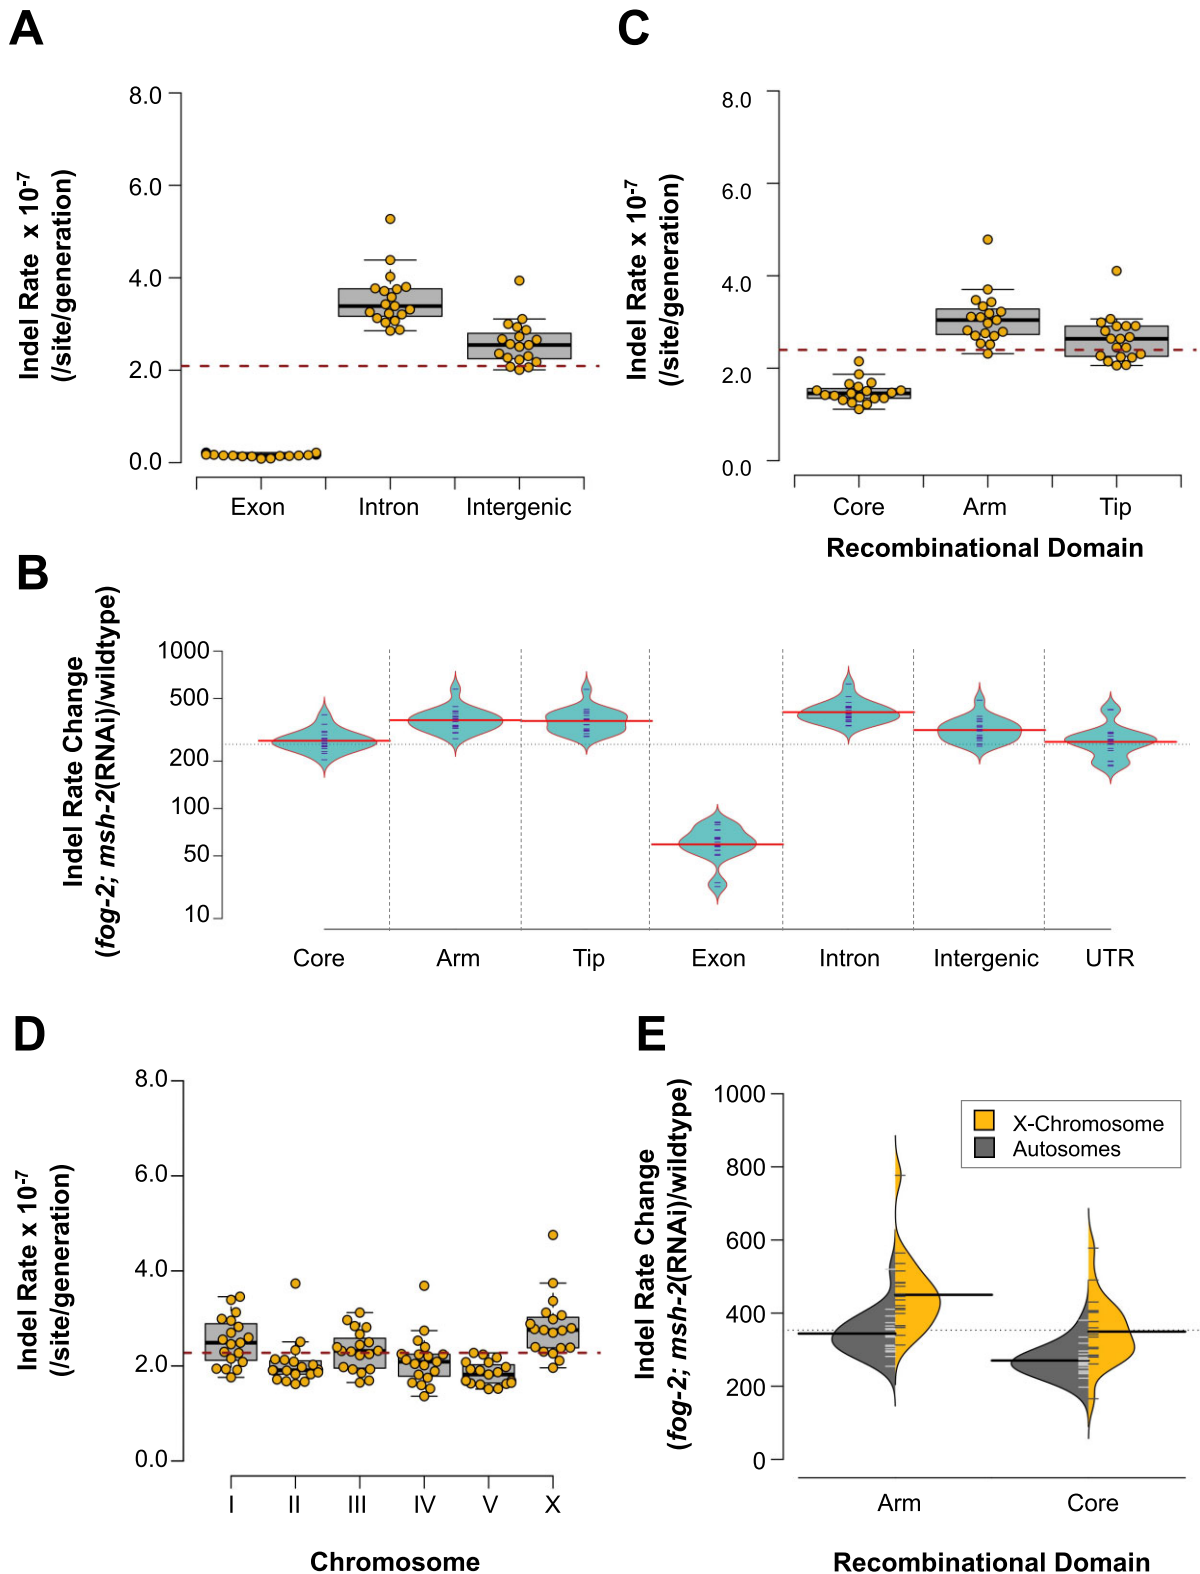 A
Indel Rate x 10-7
(/site/generation)
8.0
6.0
4.0
2.0
0.0
Exon Intron Intergenic
C
Indel Rate x 10-7
(/site/generation)
8.0
6.0
4.0
2.0
0.0
Core Arm Tip
Recombinational Domain
B
Indel Rate Change
(fog-2; msh-2(RNAi)/wildtype)
1000
500
200
100
50
10
Core Arm Tip Exon Intron Intergenic UTR
D
Indel Rate x 10-7
(/site/generation)
8.0
6.0
4.0
2.0
0.0
I II III IV V X
Chromosome
E
Indel Rate Change
(fog-2; msh-2(RNAi)/wildtype)
1000
800
600
400
200
0
X-Chromosome
Autosomes
Arm Core
Recombinational Domain